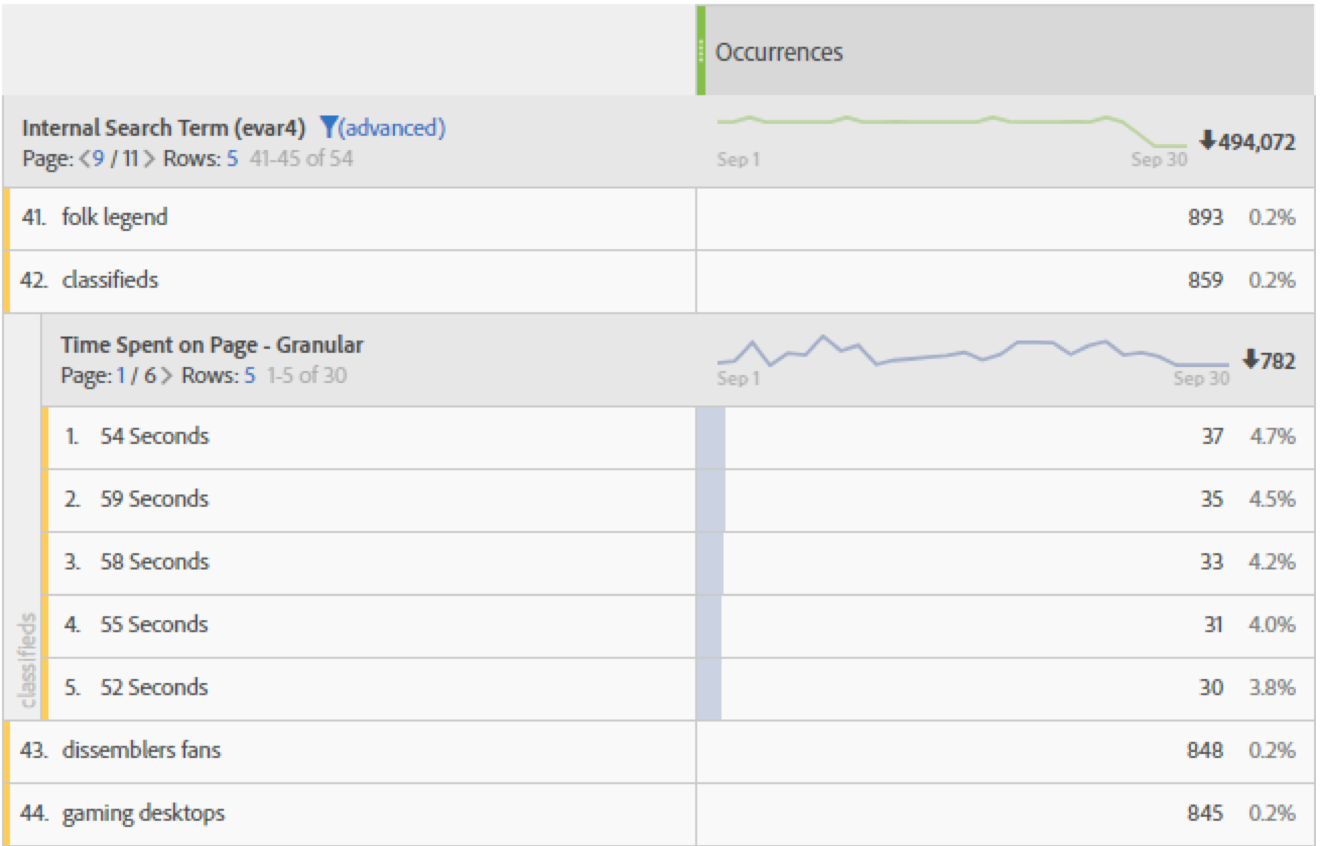 Occurrences
Internal Search Term (evar4) (advanced)
Page: <9 / 11> Rows: 5 41-45 of 54
Sep 1 Sep 30 494,072
41. folk legend 893 0.2%
42. classifieds 859 0.2%
Time Spent on Page - Granular
Page: 1 / 6> Rows: 5 1-5 of 30
Sep 1 Sep 30 782
1. 54 Seconds 37 4.7%
2. 59 Seconds 35 4.5%
3. 58 Seconds 33 4.2%
4. 55 Seconds 31 4.0%
5. 52 Seconds 30 3.8%
classifieds
43. dissemblers fans 848 0.2%
44. gaming desktops 845 0.2%